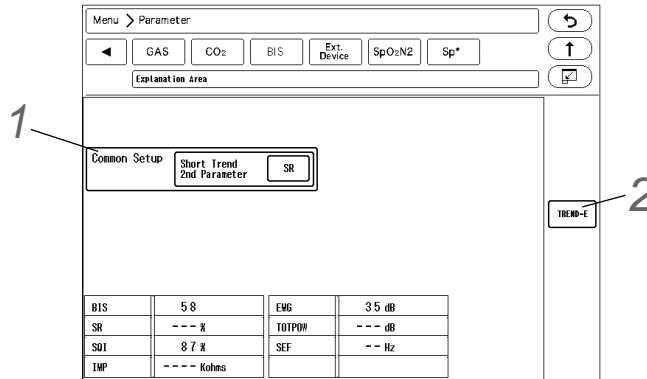 Menu > Parameter
◀ GAS CO₂ BIS Ext. Device SpO₂N2 Sp*
Explanation Area
1
Common Setup Short Trend 2nd Parameter SR
TREND-E
2
BIS 58 EMG 35 dB
SR --- % TOTPOW --- dB
SQI 87 % SEF -- Hz
IMP ---- Kohms